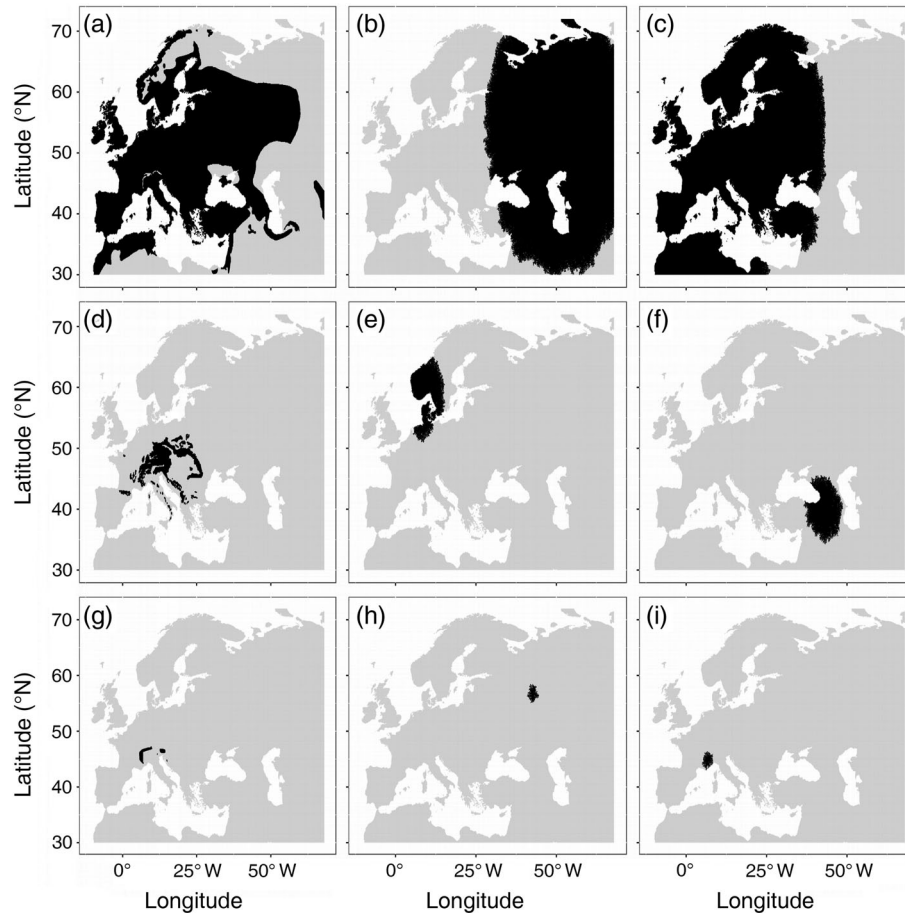 (a) (b) (c)
70
60
50
40
30
Latitude (°N)
(d) (e) (f)
70
60
50
40
30
Latitude (°N)
(g) (h) (i)
70
60
50
40
30
Latitude (°N)
0° 25° W 50° W 0° 25° W 50° W 0° 25° W 50° W
Longitude Longitude Longitude